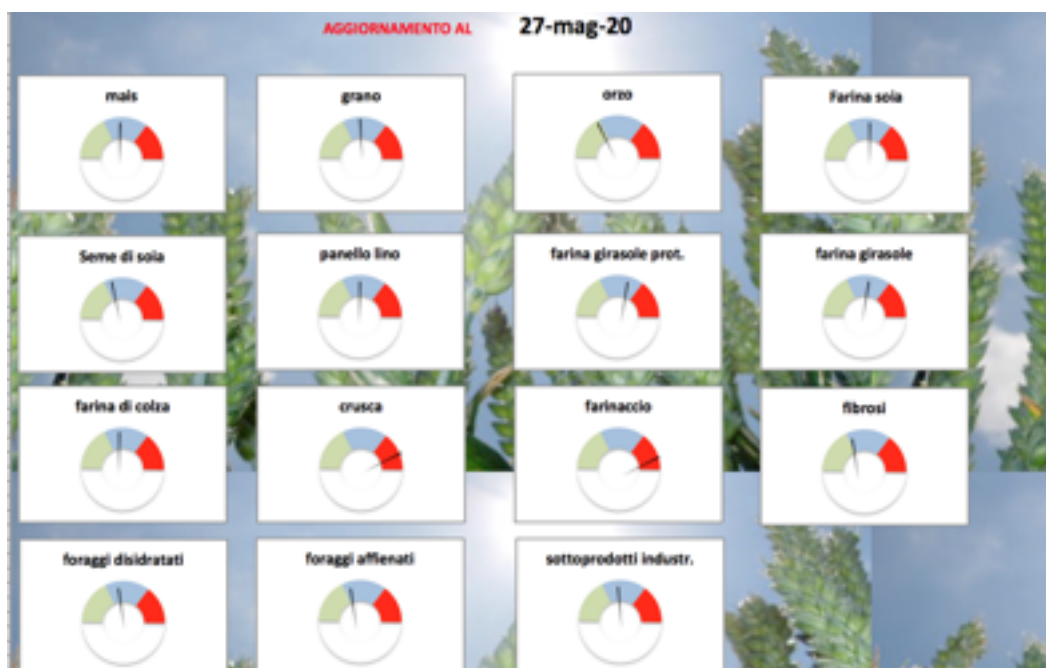 AGGIORNAMENTO AL 27-mag-20
mais
grano
orzo
Farina soia
Seme di soia
panello lino
farina girasole prot.
farina girasole
farina di colza
crusca
farinaccio
fibrosi
foraggi disidratati
foraggi affienati
sottoprodotti industr.